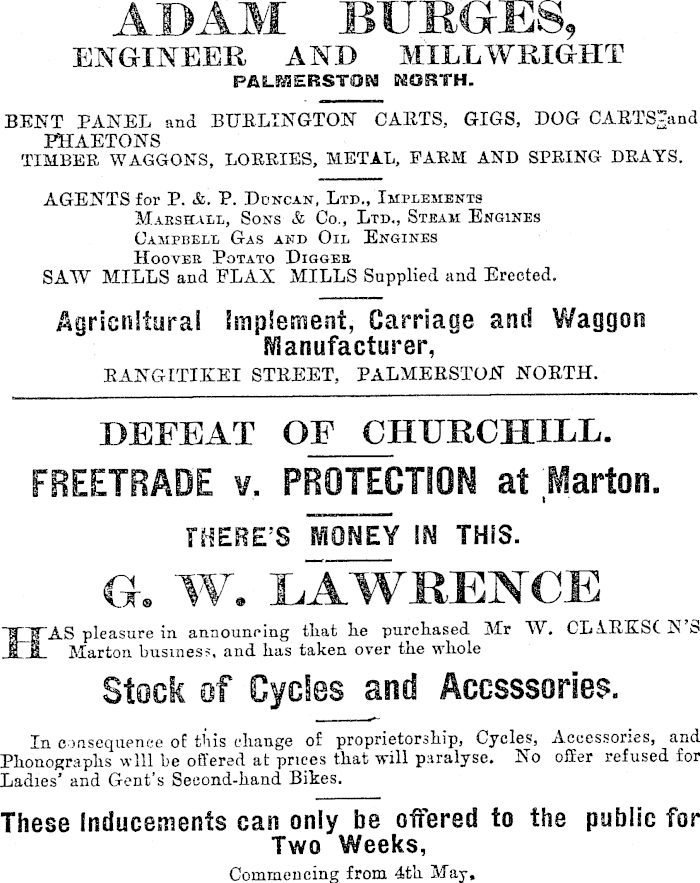 ADAM BURGES,
ENGINEER AND MILLWRIGHT
PALMERSTON NORTH.
BENT PANEL and BURLINGTON CARTS, GIGS, DOG CARTS, and
PHAETONS
TIMBER WAGGONS, LORRIES, METAL, FARM AND SPRING DRAYS.
AGENTS for P. &. P. DUNCAN, LTD., IMPLEMENTS
MARSHALL, SONS & Co., LTD., STEAM ENGINES
CAMPBELL GAS AND OIL ENGINES
HOOVER POTATO DIGGER
SAW MILLS and FLAX MILLS Supplied and Erected.
Agricnltural Implement, Carriage and Waggon
Manufacturer,
RANGITIKEI STREET, PALMERSTON NORTH.
DEFEAT OF CHURCHILL.
FREETRADE v. PROTECTION at Marton.
THERE'S MONEY IN THIS.
G. W. LAWRENCE
HAS pleasure in announcing that he purchased Mr W. CLARKSON'S
Marton business, and has taken over the whole
Stock of Cycles and Accsssories.
In consequence of this change of proprietorship, Cycles, Accessories, and
Phonographs will be offered at prices that will paralyse. No offer refused for
Ladies' and Gent's Second-hand Bikes.
These Inducements can only be offered to the public for
Two Weeks,
Commencing from 4th May.